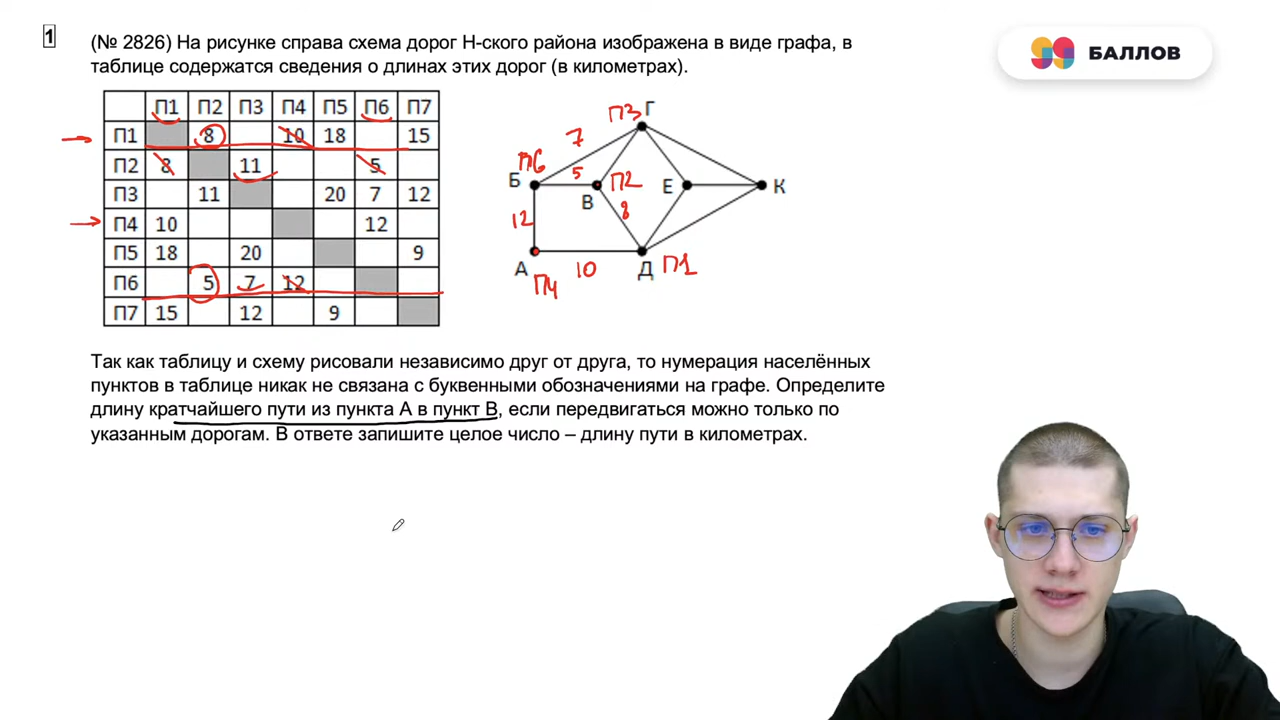 1
(№ 2826) На рисунке справа схема дорог Н-ского района изображена в виде графа, в
таблице содержатся сведения о длинах этих дорог (в километрах).
БАЛЛОВ
П1 П2 П3 П4 П5 П6 П7
П1 8 10 18 15
П2 8 11 5
П3 11 20 7 12
П4 10 12
П5 18 20 9
П6 5 7 12
П7 15 12 9
П3 Г
7
П6
Б 5 В П2 Е К
12 8
А 10 Д П1
П4
Так как таблицу и схему рисовали независимо друг от друга, то нумерация населённых
пунктов в таблице никак не связана с буквенными обозначениями на графе. Определите
длину кратчайшего пути из пункта А в пункт В, если передвигаться можно только по
указанным дорогам. В ответе запишите целое число – длину пути в километрах.